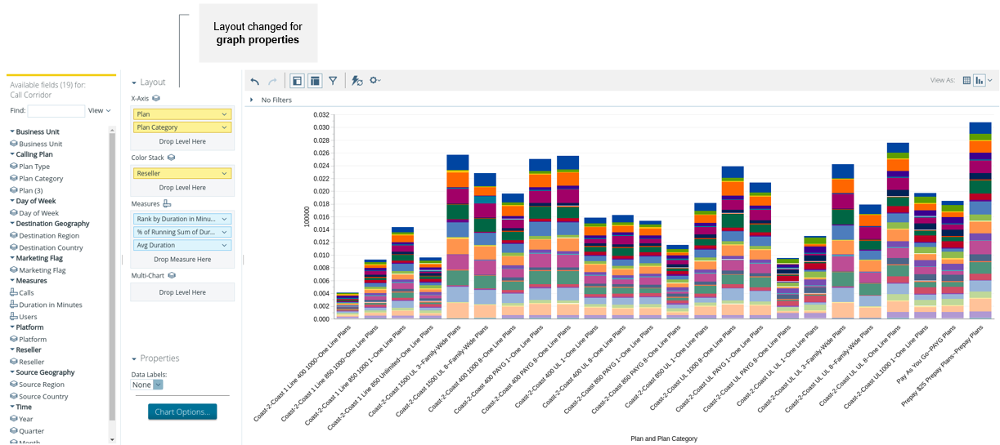 Layout changed for
graph properties
Available fields (19) for:
Call Corridor
Find:
View
Business Unit
Business Unit
Calling Plan
Plan Type
Plan Category
Plan (3)
Day of Week
Day of Week
Destination Geography
Destination Region
Destination Country
Marketing Flag
Marketing Flag
Measures
Calls
Duration in Minutes
Users
Platform
Platform
Reseller
Reseller
Source Geography
Source Region
Source Country
Time
Year
Quarter
Month
Layout
X-Axis
Plan
Plan Category
Drop Level Here
Color Stack
Reseller
Drop Level Here
Measures
Rank by Duration in Minu...
% of Running Sum of Dur...
Avg Duration
Drop Measure Here
Multi-Chart
Drop Level Here
Properties
Data Labels:
None
Chart Options...
View As:
No Filters
0.032
0.030
0.028
0.026
0.024
0.022
0.020
0.018
0.016
0.014
0.012
0.010
0.008
0.006
0.004
0.002
0.000
100000
Coast-2-Coast 1 Line 400 1000~One Line Plans
Coast-2-Coast 1 Line 850 1000~One Line Plans
Coast-2-Coast 1 Line 850 1000 1~One Line Plans
Coast-2-Coast 1 Line 850 Unlimited~One Line Plans
Coast-2-Coast 1500 UL 3~Family-Wide Plans
Coast-2-Coast 1500 UL 8~Family-Wide Plans
Coast-2-Coast 400 1000 8~One Line Plans
Coast-2-Coast 400 PAYG 1~One Line Plans
Coast-2-Coast 400 PAYG 8~One Line Plans
Coast-2-Coast 400 UL 1~One Line Plans
Coast-2-Coast 400 UL 8~One Line Plans
Coast-2-Coast 850 PAYG 1~One Line Plans
Coast-2-Coast 850 PAYG 8~One Line Plans
Coast-2-Coast 850 UL 1~One Line Plans
Coast-2-Coast UL 1000 8~One Line Plans
Coast-2-Coast UL PAYG 1~One Line Plans
Coast-2-Coast UL PAYG 8~One Line Plans
Coast-2-Coast UL UL 1~One Line Plans
Coast-2-Coast UL UL 3~Family-Wide Plans
Coast-2-Coast UL UL 8~Family-Wide Plans
Coast-2-Coast UL UL 8~One Line Plans
Coast-2-Coast UL1000 1~One Line Plans
Pay As You Go~PAYG Plans
Prepay $25 Prepay Plans~Prepay Plans
Plan and Plan Category